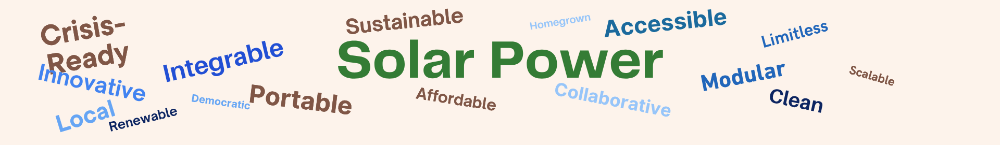 Crisis-
Ready
Innovative
Local
Renewable
Integrable
Democratic
Portable
Sustainable
Solar Power
Affordable
Homegrown
Collaborative
Accessible
Modular
Limitless
Clean
Scalable